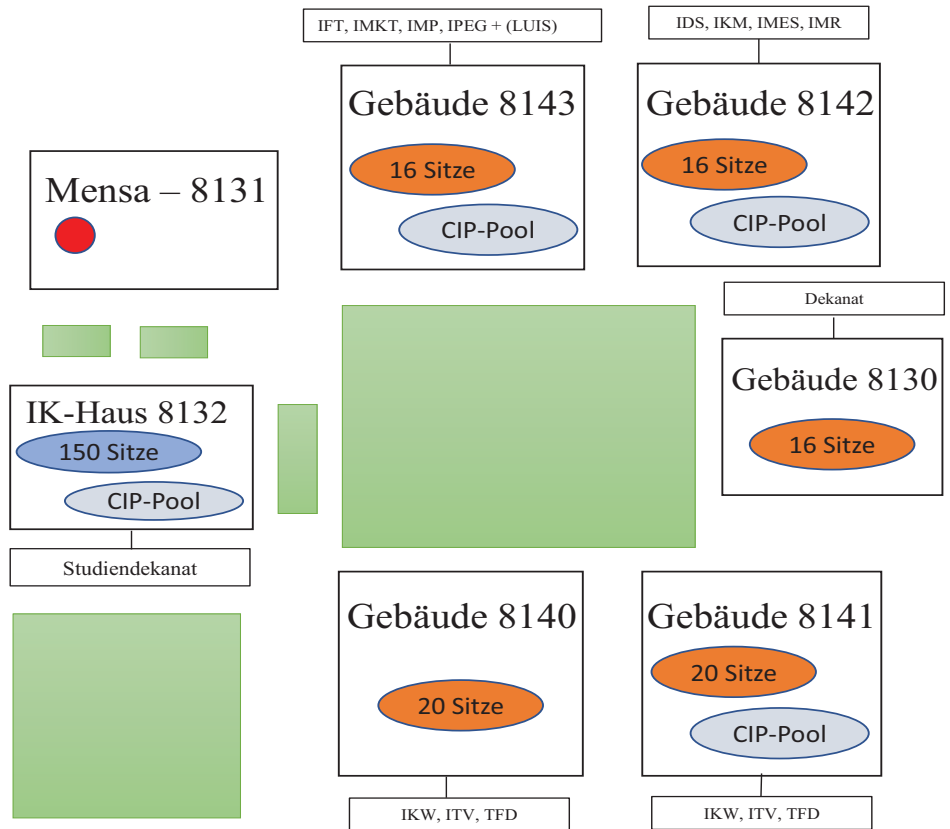 IFT, IMKT, IMP, IPEG + (LUIS)
IDS, IKM, IMES, IMR
Gebäude 8143
16 Sitze
CIP-Pool
Gebäude 8142
16 Sitze
CIP-Pool
Mensa – 8131
Dekanat
Gebäude 8130
16 Sitze
IK-Haus 8132
150 Sitze
CIP-Pool
Studiendekanat
Gebäude 8140
20 Sitze
Gebäude 8141
20 Sitze
CIP-Pool
IKW, ITV, TFD
IKW, ITV, TFD